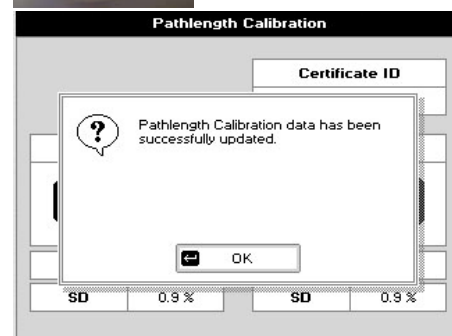 Pathlength Calibration
Certificate ID
Pathlength Calibration data has been
successfully updated.
OK
SD 0.9 % SD 0.9 %